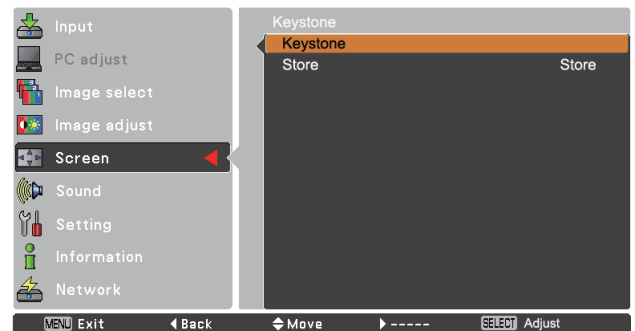 Input
PC adjust
Image select
Image adjust
Screen
Sound
Setting
Information
Network
Keystone
Keystone
Store Store
MENU Exit Back Move ----- SELECT Adjust